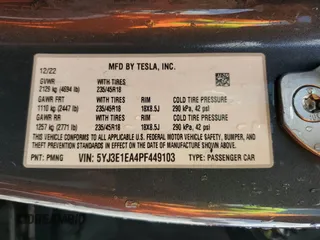 MFD BY TESLA, INC.
12/22
GVWR WITH TIRES
2129 kg (4694 lb) 235/45R18
GAWR FRT WITH TIRES RIM COLD TIRE PRESSURE
1110 kg (2447 lb) 235/45R18 18X8.5J 290 kPa, 42 psi
GAWR RR WITH TIRES RIM COLD TIRE PRESSURE
1257 kg (2771 lb) 235/45R18 18X8.5J 290 kPa, 42 psi
THIS VEHICLE CONFORMS TO ALL APPLICABLE U.S.
FEDERAL MOTOR VEHICLE SAFETY, BUMPER, AND
THEFT PREVENTION STANDARDS IN EFFECT ON
THE DATE OF MANUFACTURE SHOWN ABOVE.
PNT: PMNG VIN: 5YJ3E1EA4PF449103 TYPE: PASSENGER CAR